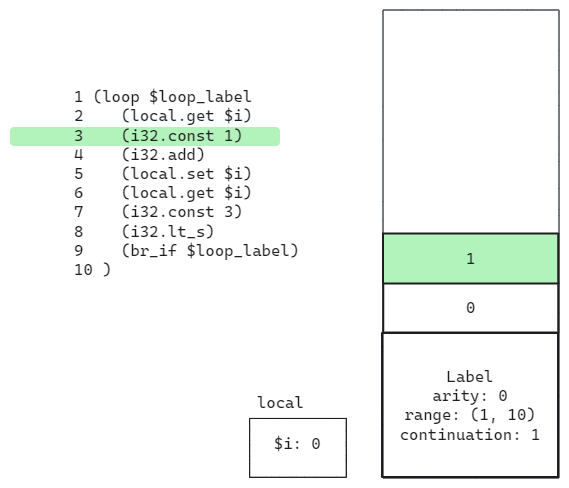 1 (loop $loop_label
2    (local.get $i)
3    (i32.const 1)
4    (i32.add)
5    (local.set $i)
6    (local.get $i)
7    (i32.const 3)
8    (i32.lt_s)
9    (br_if $loop_label)
10 )
1
0
Label
arity: 0
range: (1, 10)
continuation: 1
local
$i: 0